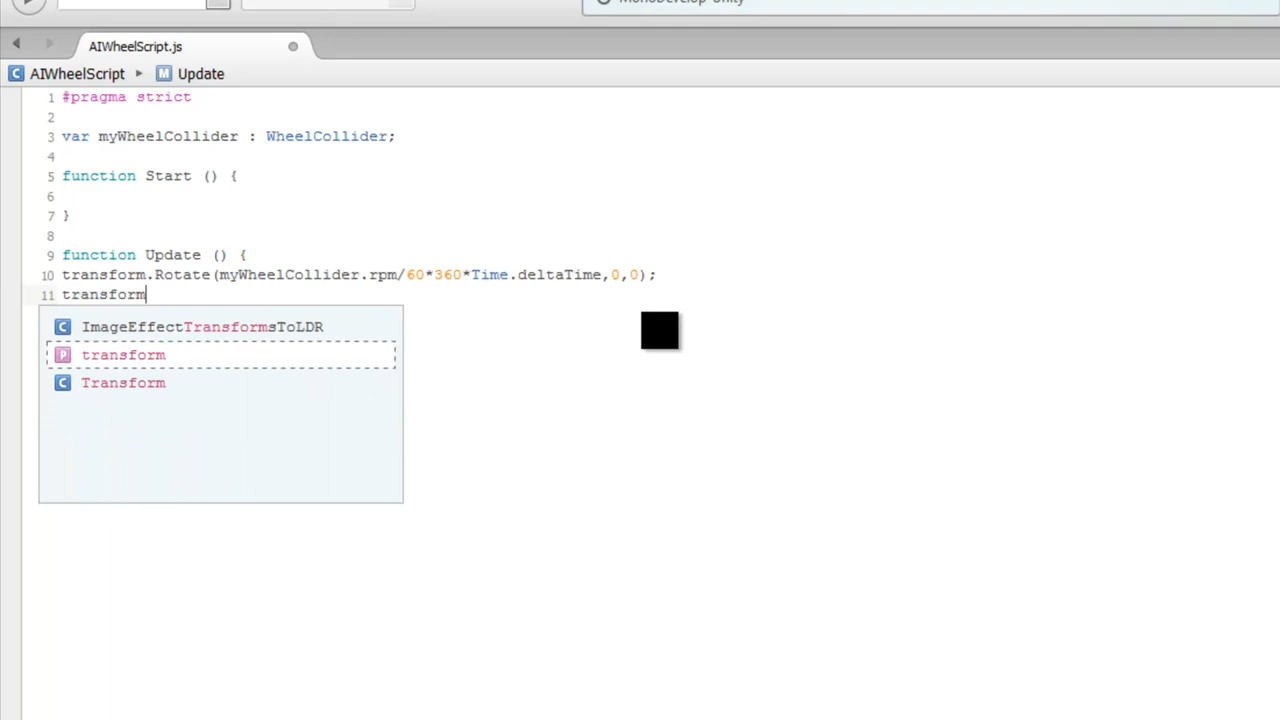 MonoDevelop-Unity
AIWheelScript.js
AIWheelScript Update
1 #pragma strict
2
3 var myWheelCollider : WheelCollider;
4
5 function Start () {
6
7 }
8
9 function Update () {
10 transform.Rotate(myWheelCollider.rpm/60*360*Time.deltaTime,0,0);
11 transform
C ImageEffectTransformsToLDR
P transform
C Transform